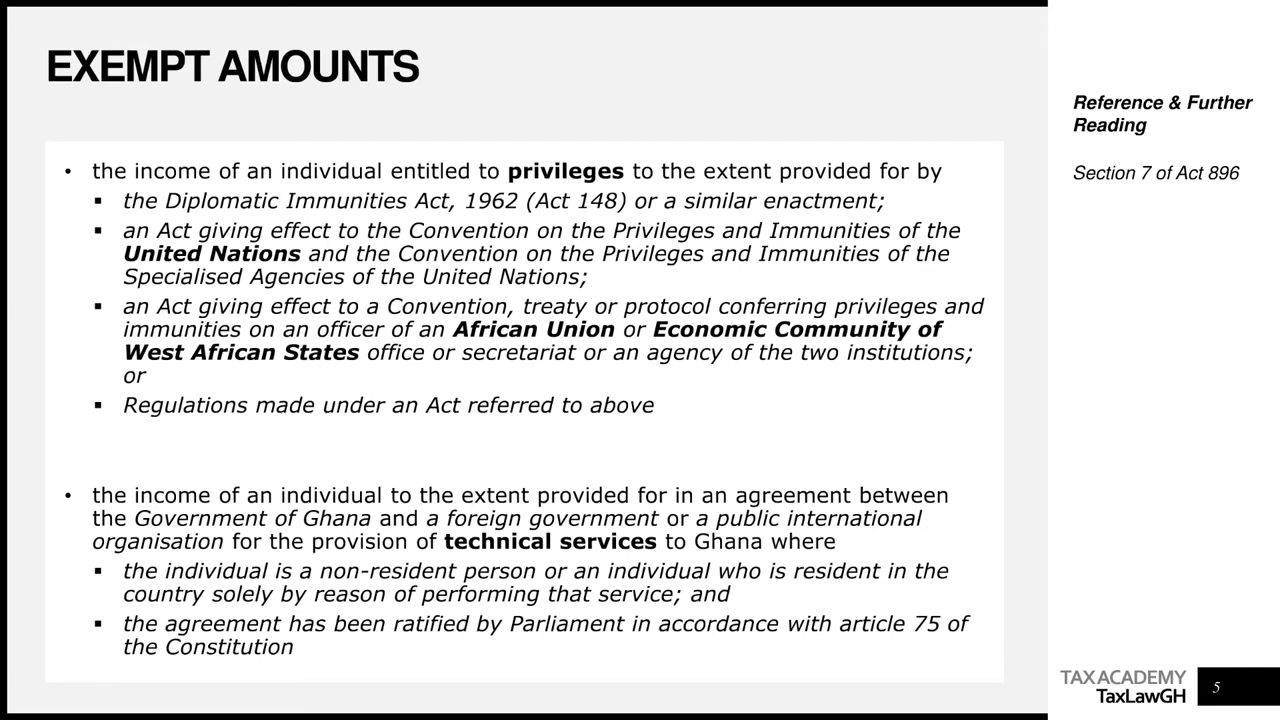 EXEMPT AMOUNTS
• the income of an individual entitled to privileges to the extent provided for by
▪ the Diplomatic Immunities Act, 1962 (Act 148) or a similar enactment;
▪ an Act giving effect to the Convention on the Privileges and Immunities of the
United Nations and the Convention on the Privileges and Immunities of the
Specialised Agencies of the United Nations;
▪ an Act giving effect to a Convention, treaty or protocol conferring privileges and
immunities on an officer of an African Union or Economic Community of
West African States office or secretariat or an agency of the two institutions;
or
▪ Regulations made under an Act referred to above
• the income of an individual to the extent provided for in an agreement between
the Government of Ghana and a foreign government or a public international
organisation for the provision of technical services to Ghana where
▪ the individual is a non-resident person or an individual who is resident in the
country solely by reason of performing that service; and
▪ the agreement has been ratified by Parliament in accordance with article 75 of
the Constitution
Reference & Further
Reading
Section 7 of Act 896
TAX ACADEMY
TaxLawGH
5